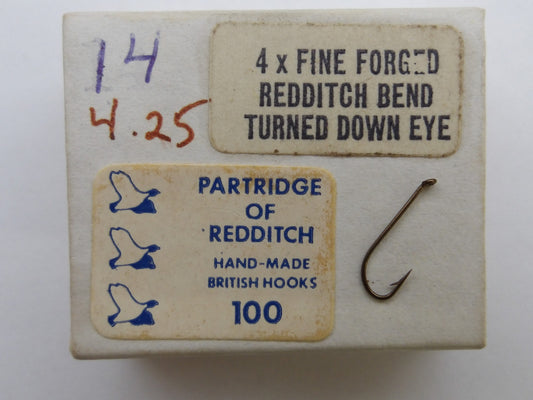 14
4.25
4 x FINE FORGED
REDDITCH BEND
TURNED DOWN EYE
PARTRIDGE
OF
REDDITCH
HAND-MADE
BRITISH HOOKS
100